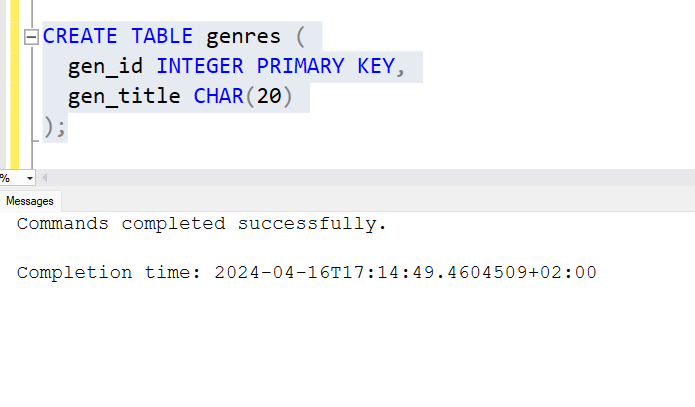 CREATE TABLE genres (
gen_id INTEGER PRIMARY KEY,
gen_title CHAR(20)
);
%
Messages
Commands completed successfully.
Completion time: 2024-04-16T17:14:49.4604509+02:00